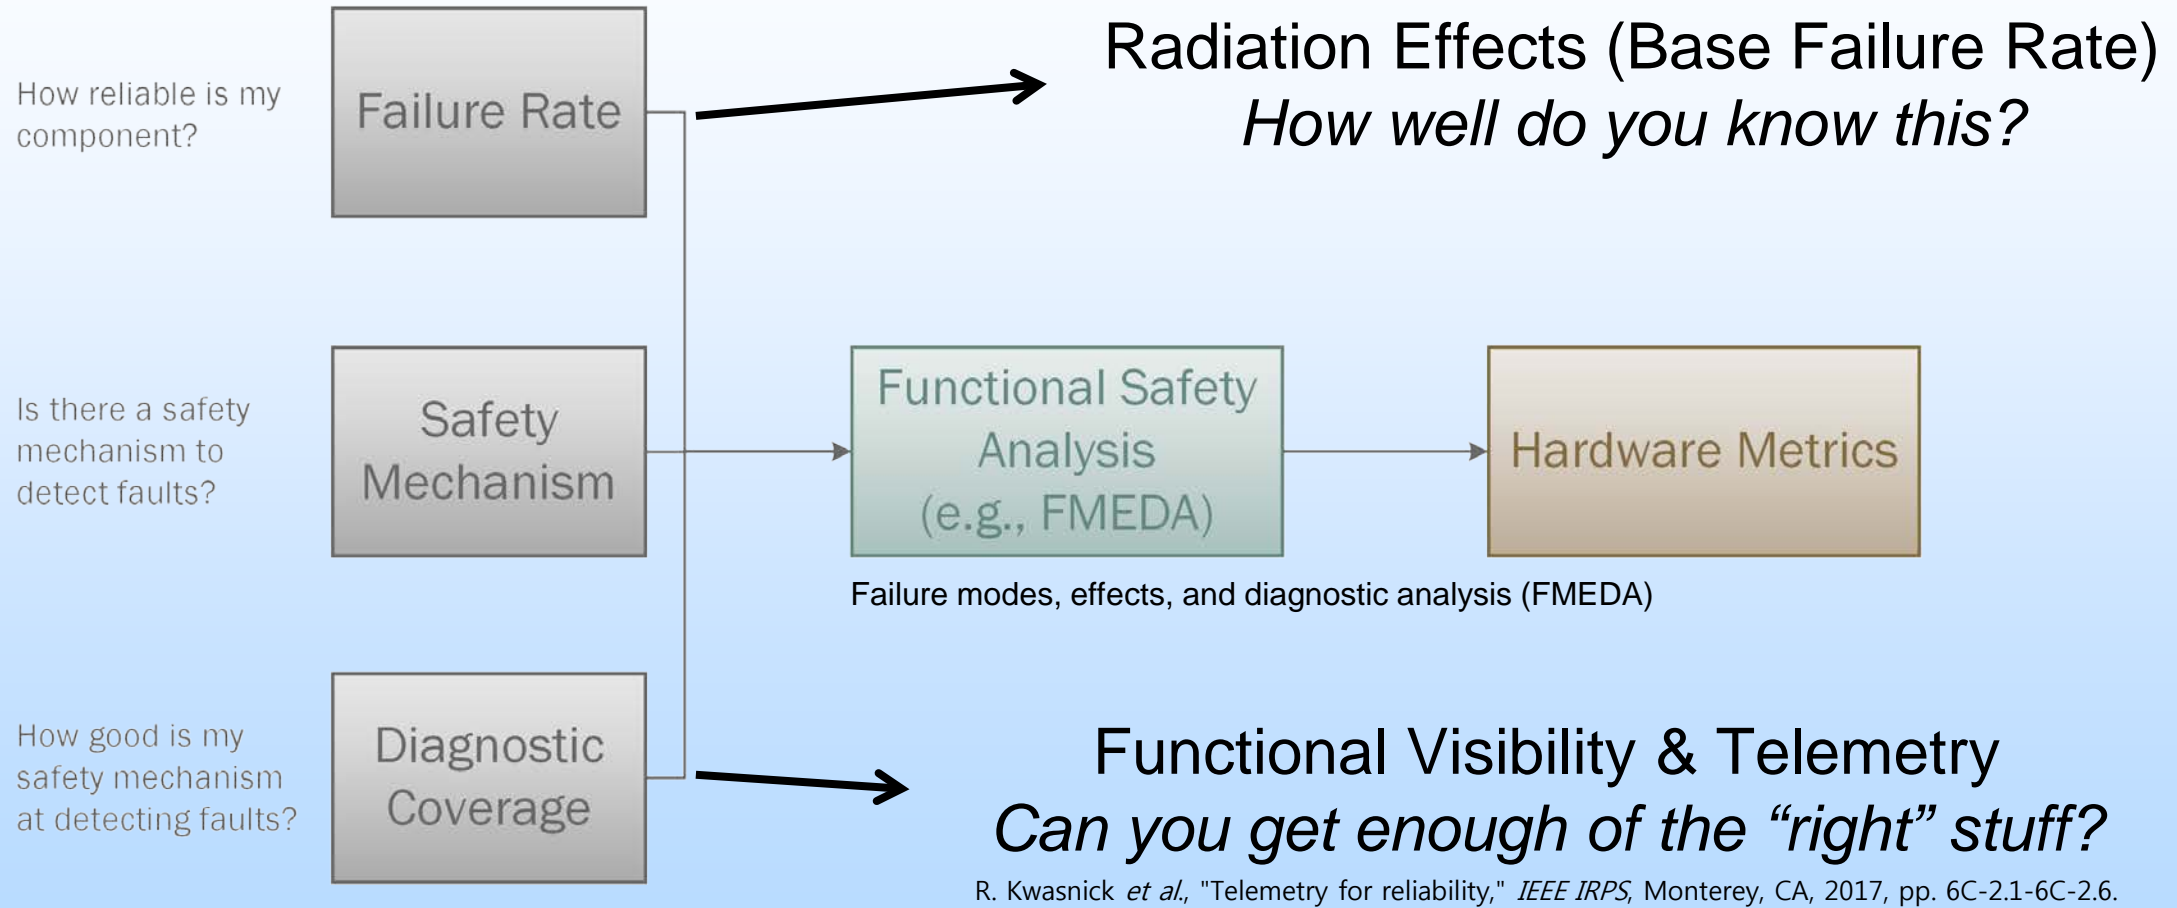 How reliable is my
component?
Failure Rate
Radiation Effects (Base Failure Rate)
How well do you know this?
Is there a safety
mechanism to
detect faults?
Safety
Mechanism
Functional Safety
Analysis
(e.g., FMEDA)
Hardware Metrics
Failure modes, effects, and diagnostic analysis (FMEDA)
How good is my
safety mechanism
at detecting faults?
Diagnostic
Coverage
Functional Visibility & Telemetry
Can you get enough of the “right” stuff?
R. Kwasnick et al., "Telemetry for reliability," IEEE IRPS, Monterey, CA, 2017, pp. 6C-2.1-6C-2.6.